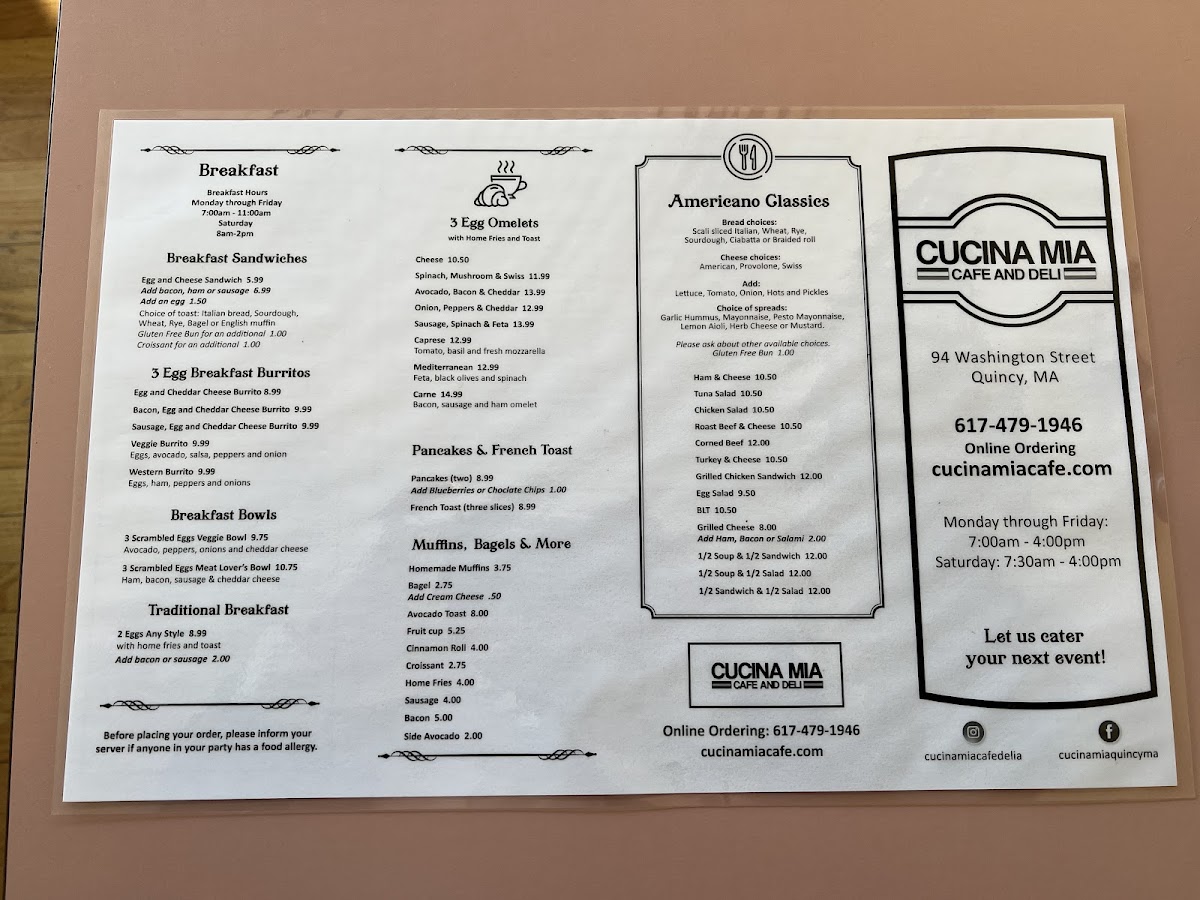 Breakfast
Breakfast Hours
Monday through Friday
7:00am - 11:00am
Saturday
8am-2pm
Breakfast Sandwiches
Egg and Cheese Sandwich 5.99
Add bacon, ham or sausage 6.99
Add an egg 1.50
Choice of toast: Italian bread, Sourdough,
Wheat, Rye, Bagel or English muffin
Gluten Free Bun for an additional 1.00
Croissant for an additional 1.00
3 Egg Breakfast Burritos
Egg and Cheddar Cheese Burrito 8.99
Bacon, Egg and Cheddar Cheese Burrito 9.99
Sausage, Egg and Cheddar Cheese Burrito 9.99
Veggie Burrito 9.99
Eggs, avocado, salsa, peppers and onion
Western Burrito 9.99
Eggs, ham, peppers and onions
Breakfast Bowls
3 Scrambled Eggs Veggie Bowl 9.75
Avocado, peppers, onions and cheddar cheese
3 Scrambled Eggs Meat Lover's Bowl 10.75
Ham, bacon, sausage & cheddar cheese
Traditional Breakfast
2 Eggs Any Style 8.99
with home fries and toast
Add bacon or sausage 2.00
Before placing your order, please inform your
server if anyone in your party has a food allergy.
3 Egg Omelets
with Home Fries and Toast
Cheese 10.50
Spinach, Mushroom & Swiss 11.99
Avocado, Bacon & Cheddar 13.99
Onion, Peppers & Cheddar 12.99
Sausage, Spinach & Feta 13.99
Caprese 12.99
Tomato, basil and fresh mozzarella
Mediterranean 12.99
Feta, black olives and spinach
Carne 14.99
Bacon, sausage and ham omelet
Pancakes & French Toast
Pancakes (two) 8.99
Add Blueberries or Choclate Chips 1.00
French Toast (three slices) 8.99
Muffins, Bagels & More
Homemade Muffins 3.75
Bagel 2.75
Add Cream Cheese .50
Avocado Toast 8.00
Fruit cup 5.25
Cinnamon Roll 4.00
Croissant 2.75
Home Fries 4.00
Sausage 4.00
Bacon 5.00
Side Avocado 2.00
Americano Classics
Bread choices:
Scali sliced Italian, Wheat, Rye,
Sourdough, Ciabatta or Braided roll
Cheese choices:
American, Provolone, Swiss
Add:
Lettuce, Tomato, Onion, Hots and Pickles
Choice of spreads:
Garlic Hummus, Mayonnaise, Pesto Mayonnaise,
Lemon Aioli, Herb Cheese or Mustard.
Please ask about other available choices.
Gluten Free Bun 1.00
Ham & Cheese 10.50
Tuna Salad 10.50
Chicken Salad 10.50
Roast Beef & Cheese 10.50
Corned Beef 12.00
Turkey & Cheese 10.50
Grilled Chicken Sandwich 12.00
Egg Salad 9.50
BLT 10.50
Grilled Cheese 8.00
Add Ham, Bacon or Salami 2.00
1/2 Soup & 1/2 Sandwich 12.00
1/2 Soup & 1/2 Salad 12.00
1/2 Sandwich & 1/2 Salad 12.00
CUCINA MIA
CAFE AND DELI
Online Ordering: 617-479-1946
cucinamiacafe.com
CUCINA MIA
CAFE AND DELI
94 Washington Street
Quincy, MA
617-479-1946
Online Ordering
cucinamiacafe.com
Monday through Friday:
7:00am - 4:00pm
Saturday: 7:30am - 4:00pm
Let us cater
your next event!
cucinamiacafedelia
cucinamiaquincyma